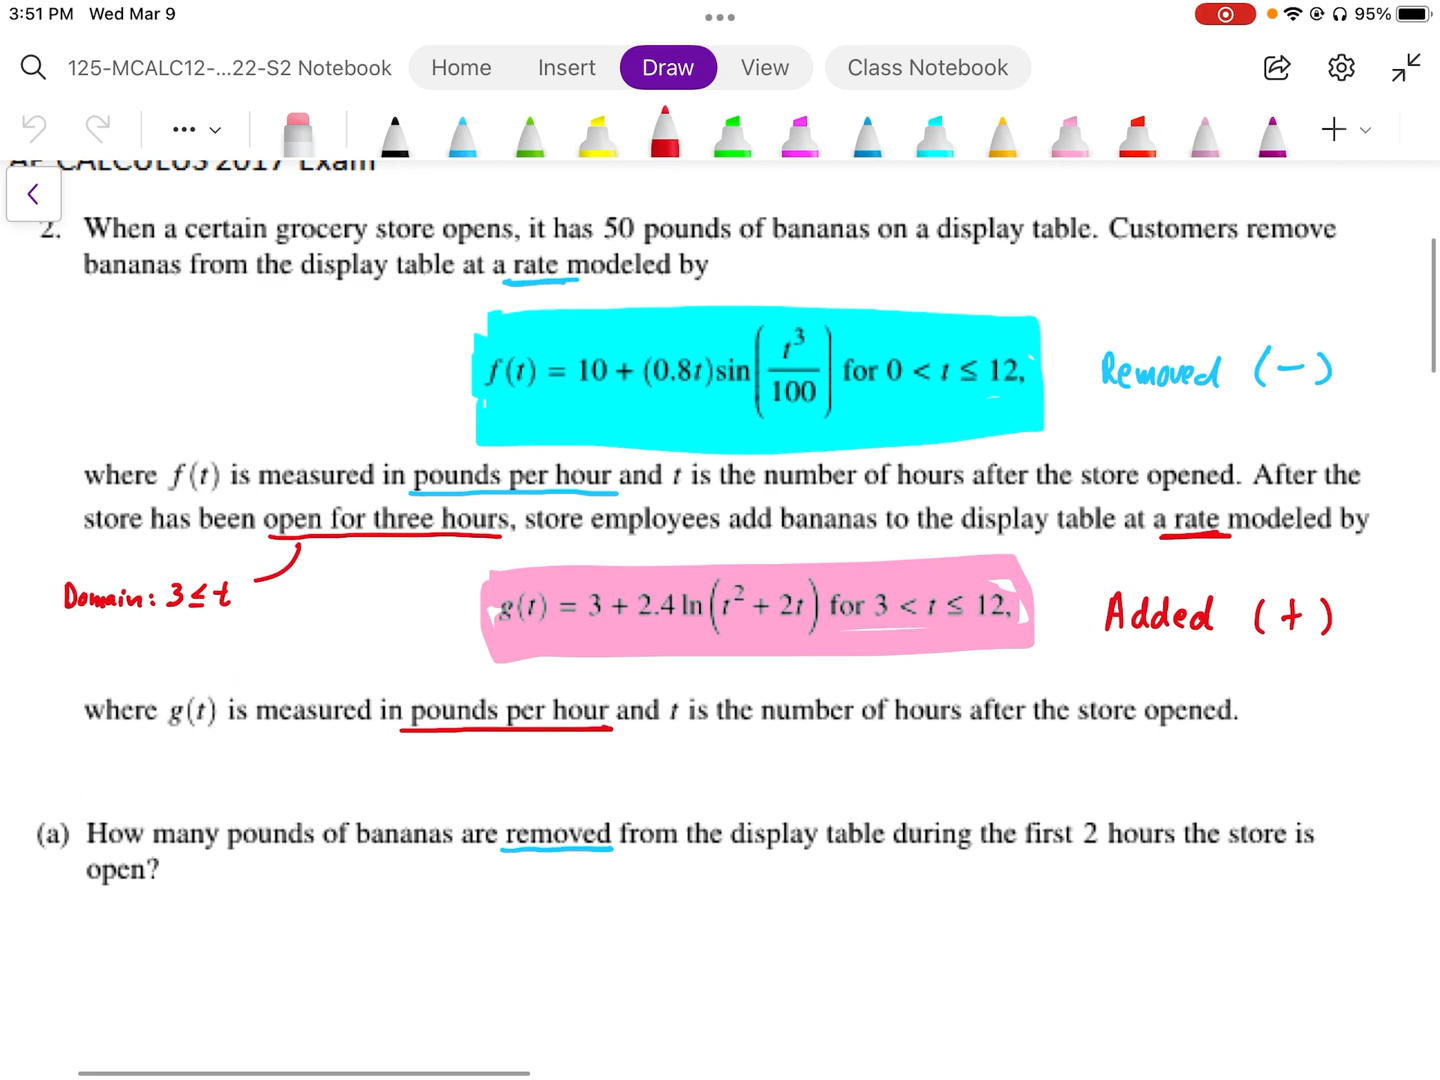 3:51 PM Wed Mar 9
95%
125-MCALC12-...22-S2 Notebook Home Insert Draw View Class Notebook
AP CALCULUS 2017 Exam
2. When a certain grocery store opens, it has 50 pounds of bananas on a display table. Customers remove
bananas from the display table at a rate modeled by
f(t) = 10 + (0.8t)sin(t³/100) for 0 < t ≤ 12,
Removed (−)
where f(t) is measured in pounds per hour and t is the number of hours after the store opened. After the
store has been open for three hours, store employees add bananas to the display table at a rate modeled by
Domain: 3≤t
g(t) = 3 + 2.4 ln(t² + 2t) for 3 < t ≤ 12,
Added (+)
where g(t) is measured in pounds per hour and t is the number of hours after the store opened.
(a) How many pounds of bananas are removed from the display table during the first 2 hours the store is
open?